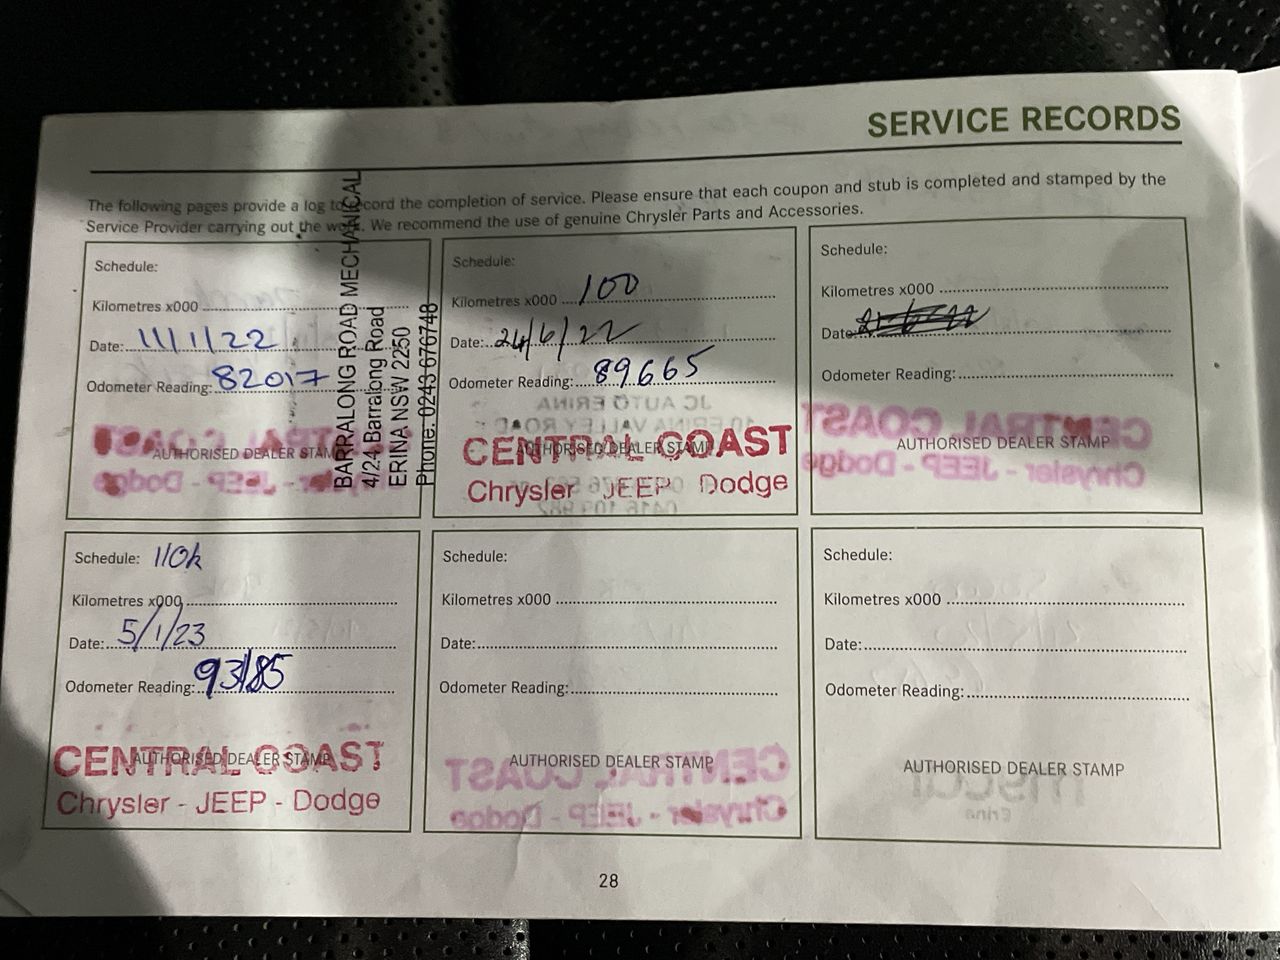 SERVICE RECORDS
The following pages provide a log to record the completion of service. Please ensure that each coupon and stub is completed and stamped by the
Service Provider carrying out the work. We recommend the use of genuine Chrysler Parts and Accessories.
Schedule:
Kilometres x000
Date: 11/1/22
Odometer Reading: 82017
AUTHORISED DEALER STAMP
BARRALONG ROAD MECHANICAL
4/24 Barralong Road
ERINA NSW 2250
Phone: 0243 676748
Schedule:
Kilometres x000 100
Date: 24/6/22
Odometer Reading: 89665
AUTHORISED DEALER STAMP
CENTRAL COAST
Chrysler JEEP Dodge
Schedule:
Kilometres x000
Date:
Odometer Reading:
AUTHORISED DEALER STAMP
Schedule: 110k
Kilometres x000
Date: 5/1/23
Odometer Reading: 93185
AUTHORISED DEALER STAMP
CENTRAL COAST
Chrysler - JEEP - Dodge
Schedule:
Kilometres x000
Date:
Odometer Reading:
AUTHORISED DEALER STAMP
Schedule:
Kilometres x000
Date:
Odometer Reading:
AUTHORISED DEALER STAMP
28